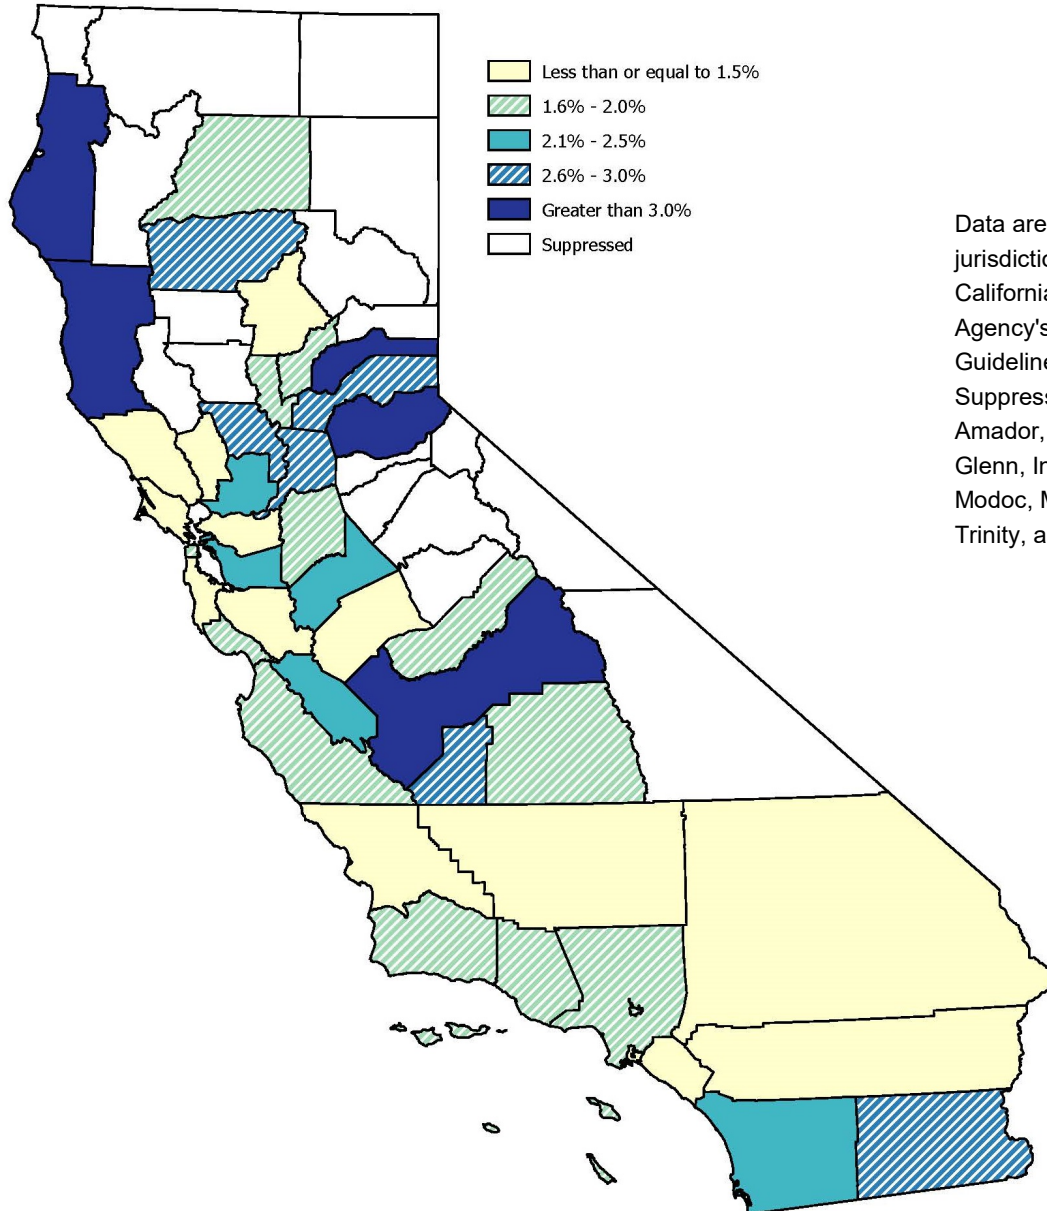 Less than or equal to 1.5%
1.6% - 2.0%
2.1% - 2.5%
2.6% - 3.0%
Greater than 3.0%
Suppressed
Data are
jurisdictio
California
Agency's
Guideline
Suppress
Amador,
Glenn, In
Modoc, M
Trinity, a